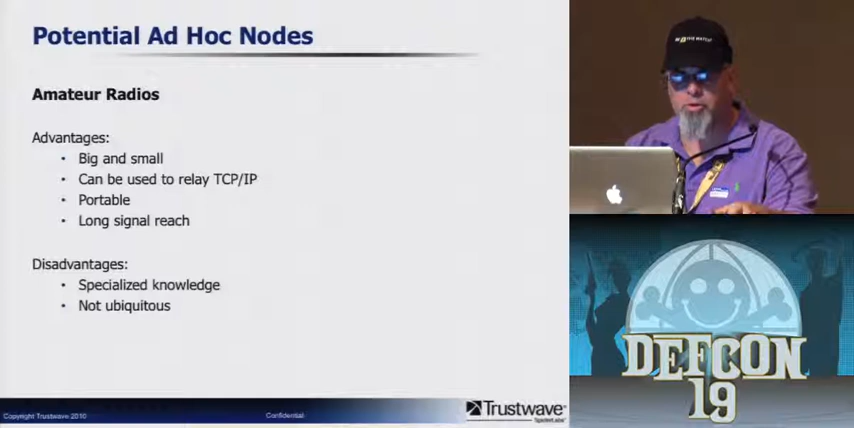 Potential Ad Hoc Nodes
Amateur Radios
Advantages:
• Big and small
• Can be used to relay TCP/IP
• Portable
• Long signal reach
Disadvantages:
• Specialized knowledge
• Not ubiquitous
Copyright Trustwave 2010
Confidential
Trustwave
SpiderLabs
DEFCON
19